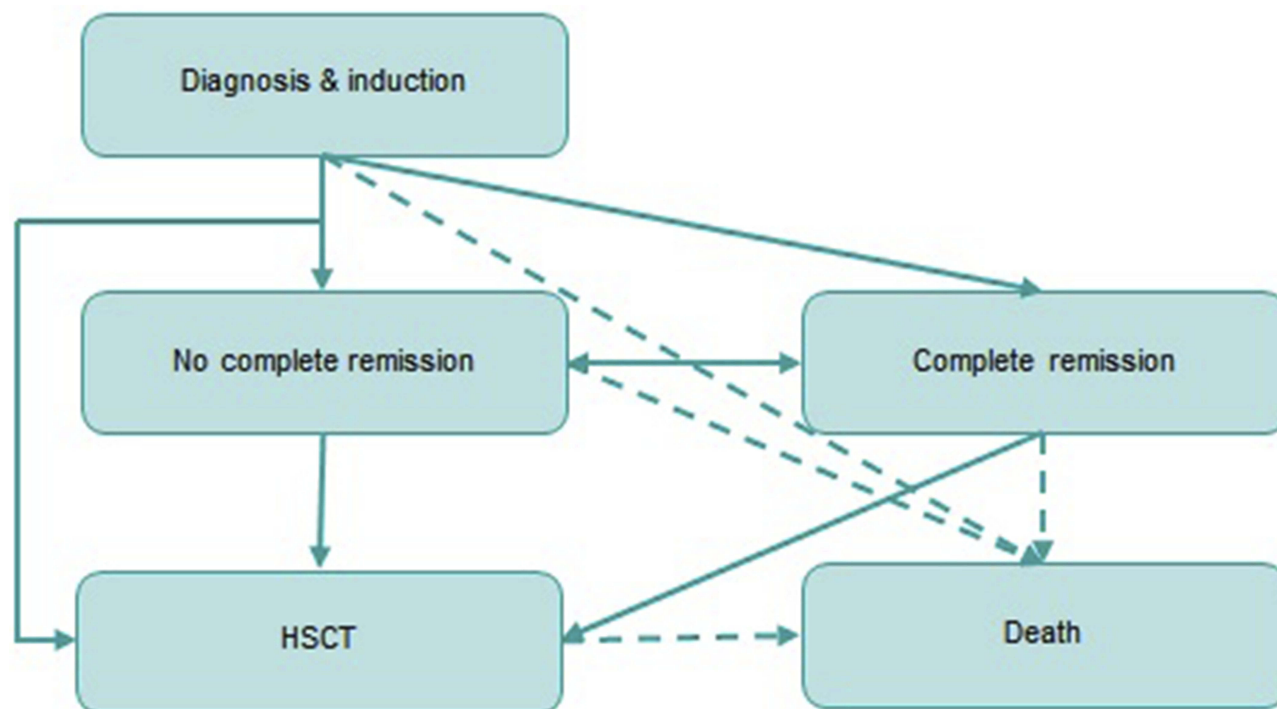 Diagnosis & induction
No complete remission
Complete remission
HSCT
Death